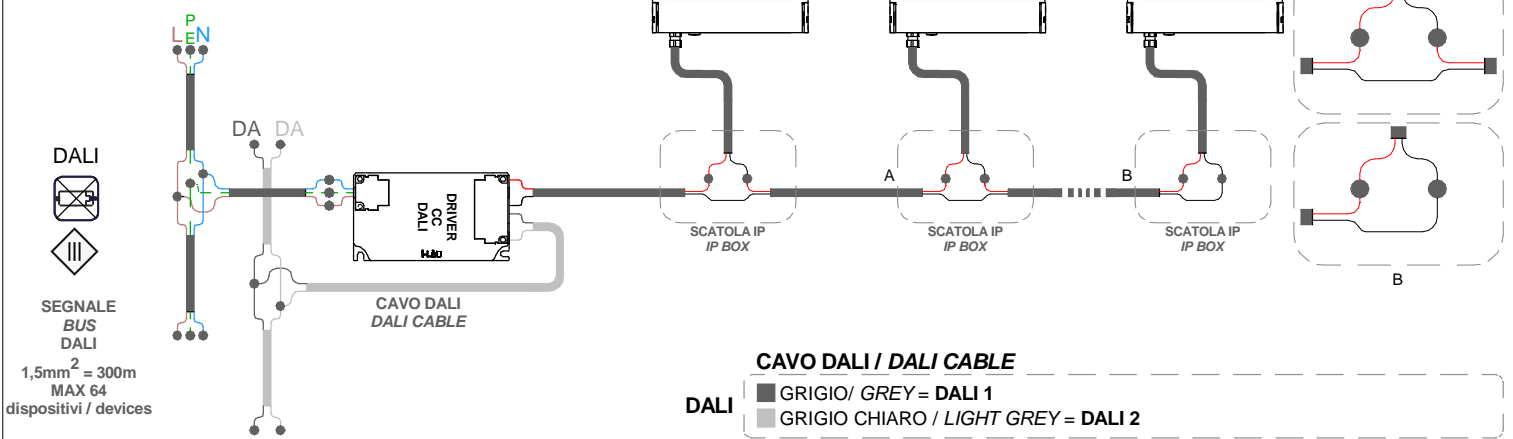 L PE N
DA DA
DALI
III
DRIVER
CC
DALI
A
B
SCATOLA IP
IP BOX
SCATOLA IP
IP BOX
SCATOLA IP
IP BOX
B
SEGNALE
BUS
DALI
1,5mm² = 300m
MAX 64
dispositivi / devices
CAVO DALI
DALI CABLE
CAVO DALI / DALI CABLE
DALI
GRIGIO/ GREY = DALI 1
GRIGIO CHIARO / LIGHT GREY = DALI 2